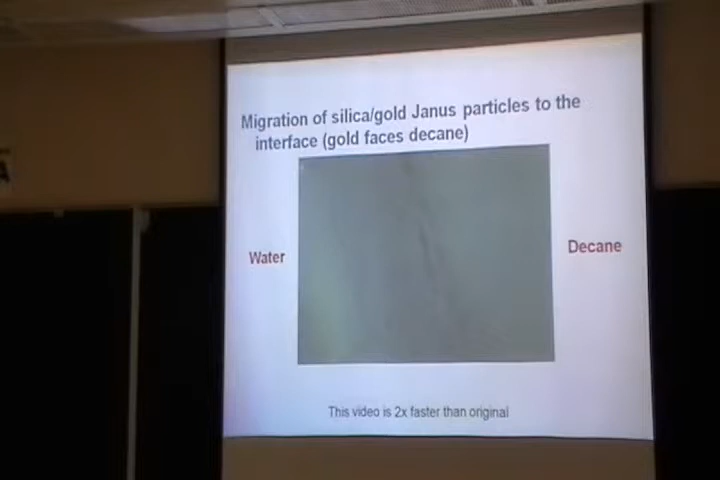 Migration of silica/gold Janus particles to the
interface (gold faces decane)
Water
Decane
This video is 2x faster than original
A